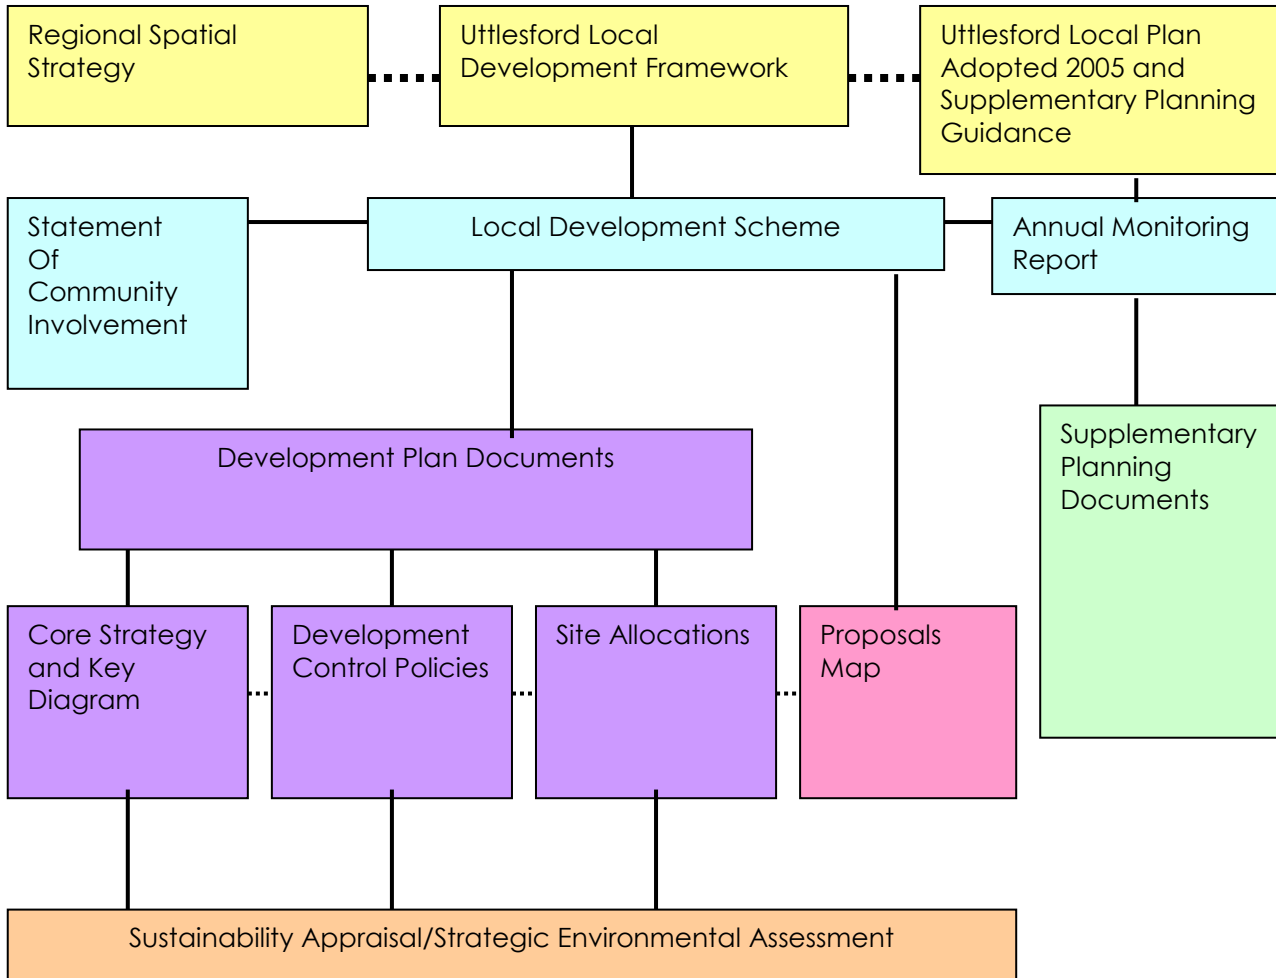 Regional Spatial
Strategy
Uttlesford Local
Development Framework
Uttlesford Local Plan
Adopted 2005 and
Supplementary Planning
Guidance
Statement
Of
Community
Involvement
Local Development Scheme
Annual Monitoring
Report
Development Plan Documents
Supplementary
Planning
Documents
Core Strategy
and Key
Diagram
Development
Control Policies
Site Allocations
Proposals
Map
Sustainability Appraisal/Strategic Environmental Assessment